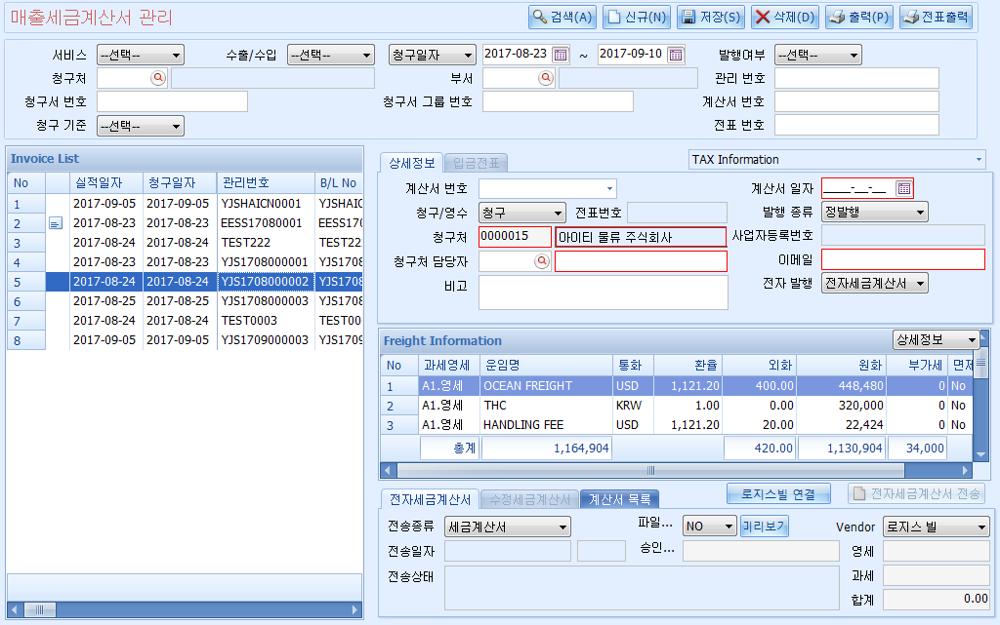 매출세금계산서 관리 검색(A) 신규(N) 저장(S) 삭제(D) 출력(P) 전표출력
서비스 --선택-- 수출/수입 --선택-- 청구일자 2017-08-23 ~ 2017-09-10 발행여부 --선택--
청구처 부서 관리 번호
청구서 번호 청구서 그룹 번호 계산서 번호
청구 기준 --선택-- 전표 번호
Invoice List
No 실적일자 청구일자 관리번호 B/L No
1 2017-09-05 2017-09-05 YJSHAICN0001 YJSHAIC
2 2017-08-23 2017-08-23 EESS17080001 EESS17
3 2017-08-24 2017-08-24 TEST222 TEST22
4 2017-08-23 2017-08-23 YJS1708000001 YJS1708
5 2017-08-24 2017-08-24 YJS1708000002 YJS1708
6 2017-08-25 2017-08-25 YJS1708000003 YJS1708
7 2017-08-24 2017-08-24 TEST0003 TEST00
8 2017-09-05 2017-09-05 YJS1709000003 YJS1709
상세정보 입금전표 TAX Information
계산서 번호 계산서 일자 ____-__-__
청구/영수 청구 전표번호 발행 종류 정발행
청구처 0000015 아이티 물류 주식회사 사업자등록번호
청구처 담당자 이메일
비고 전자 발행 전자세금계산서
Freight Information 상세정보
No 과세영세 운임명 통화 환율 외화 원화 부가세 면제
1 A1.영세 OCEAN FREIGHT USD 1,121.20 400.00 448,480 0 No
2 A1.영세 THC KRW 1.00 0.00 320,000 0 No
3 A1.영세 HANDLING FEE USD 1,121.20 20.00 22,424 0 No
총계 1,164,904 420.00 1,130,904 34,000
전자세금계산서 수정세금계산서 계산서 목록 로지스빌 연결 전자세금계산서 전송
전송종류 세금계산서 파일... NO 미리보기 Vendor 로지스 빌
전송일자 승인... 영세
전송상태 과세
합계 0.00